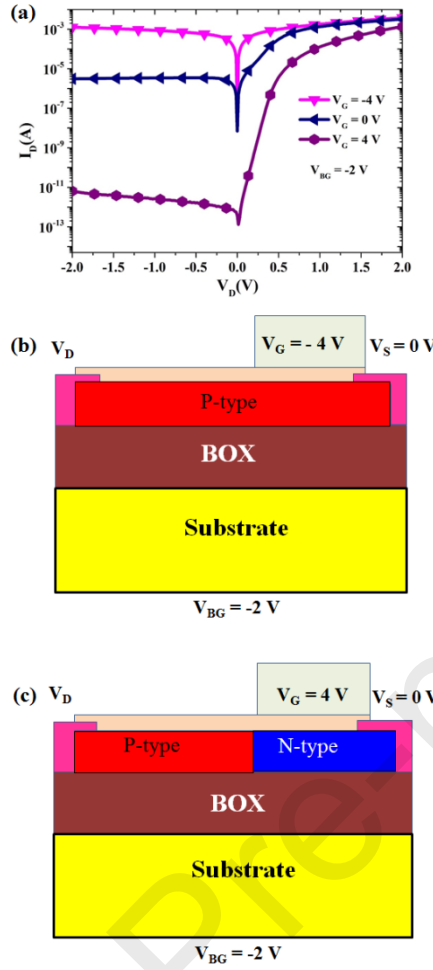 (a)
10⁻³
10⁻⁵
10⁻⁷
10⁻⁹
10⁻¹¹
10⁻¹³
I_D(A)
V_G = -4 V
V_G = 0 V
V_G = 4 V
V_BG = -2 V
-2.0 -1.5 -1.0 -0.5 0.0 0.5 1.0 1.5 2.0
V_D(V)
(b)
V_D
V_G = - 4 V
V_S = 0 V
P-type
BOX
Substrate
V_BG = -2 V
(c)
V_D
V_G = 4 V
V_S = 0 V
P-type
N-type
BOX
Substrate
V_BG = -2 V